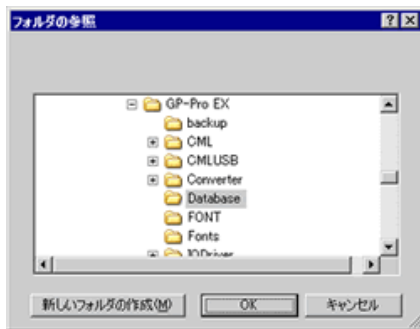 フォルダの参照
GP-Pro EX
backup
CML
CMLUSB
Converter
Database
FONT
Fonts
IODriver
新しいフォルダの作成(M)
OK
キャンセル